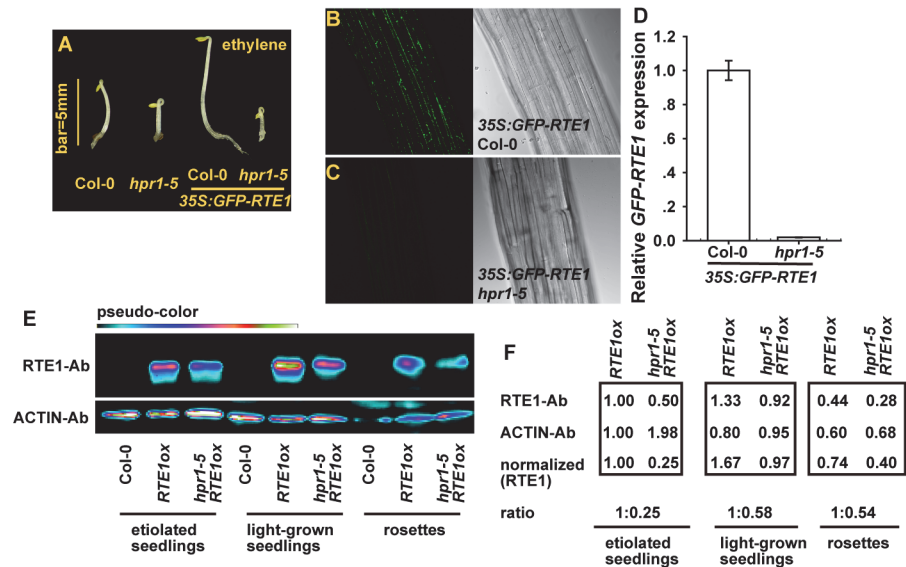 A
ethylene
bar=5mm
Col-0 hpr1-5 Col-0 hpr1-5
35S:GFP-RTE1
B
35S:GFP-RTE1
Col-0
C
35S:GFP-RTE1
hpr1-5
D
Relative GFP-RTE1 expression
1.2
1.0
.8
.6
.4
.2
0.0
Col-0 hpr1-5
35S:GFP-RTE1
E
pseudo-color
RTE1-Ab
ACTIN-Ab
Col-0
RTE1ox
hpr1-5
RTE1ox
Col-0
RTE1ox
hpr1-5
RTE1ox
Col-0
RTE1ox
hpr1-5
RTE1ox
etiolated
seedlings
light-grown
seedlings
rosettes
F
RTE1ox
hpr1-5
RTE1ox
RTE1ox
hpr1-5
RTE1ox
RTE1ox
hpr1-5
RTE1ox
RTE1-Ab 1.00 0.50 1.33 0.92 0.44 0.28
ACTIN-Ab 1.00 1.98 0.80 0.95 0.60 0.68
normalized 1.00 0.25 1.67 0.97 0.74 0.40
(RTE1)
ratio 1:0.25 1:0.58 1:0.54
etiolated
seedlings
light-grown
seedlings
rosettes